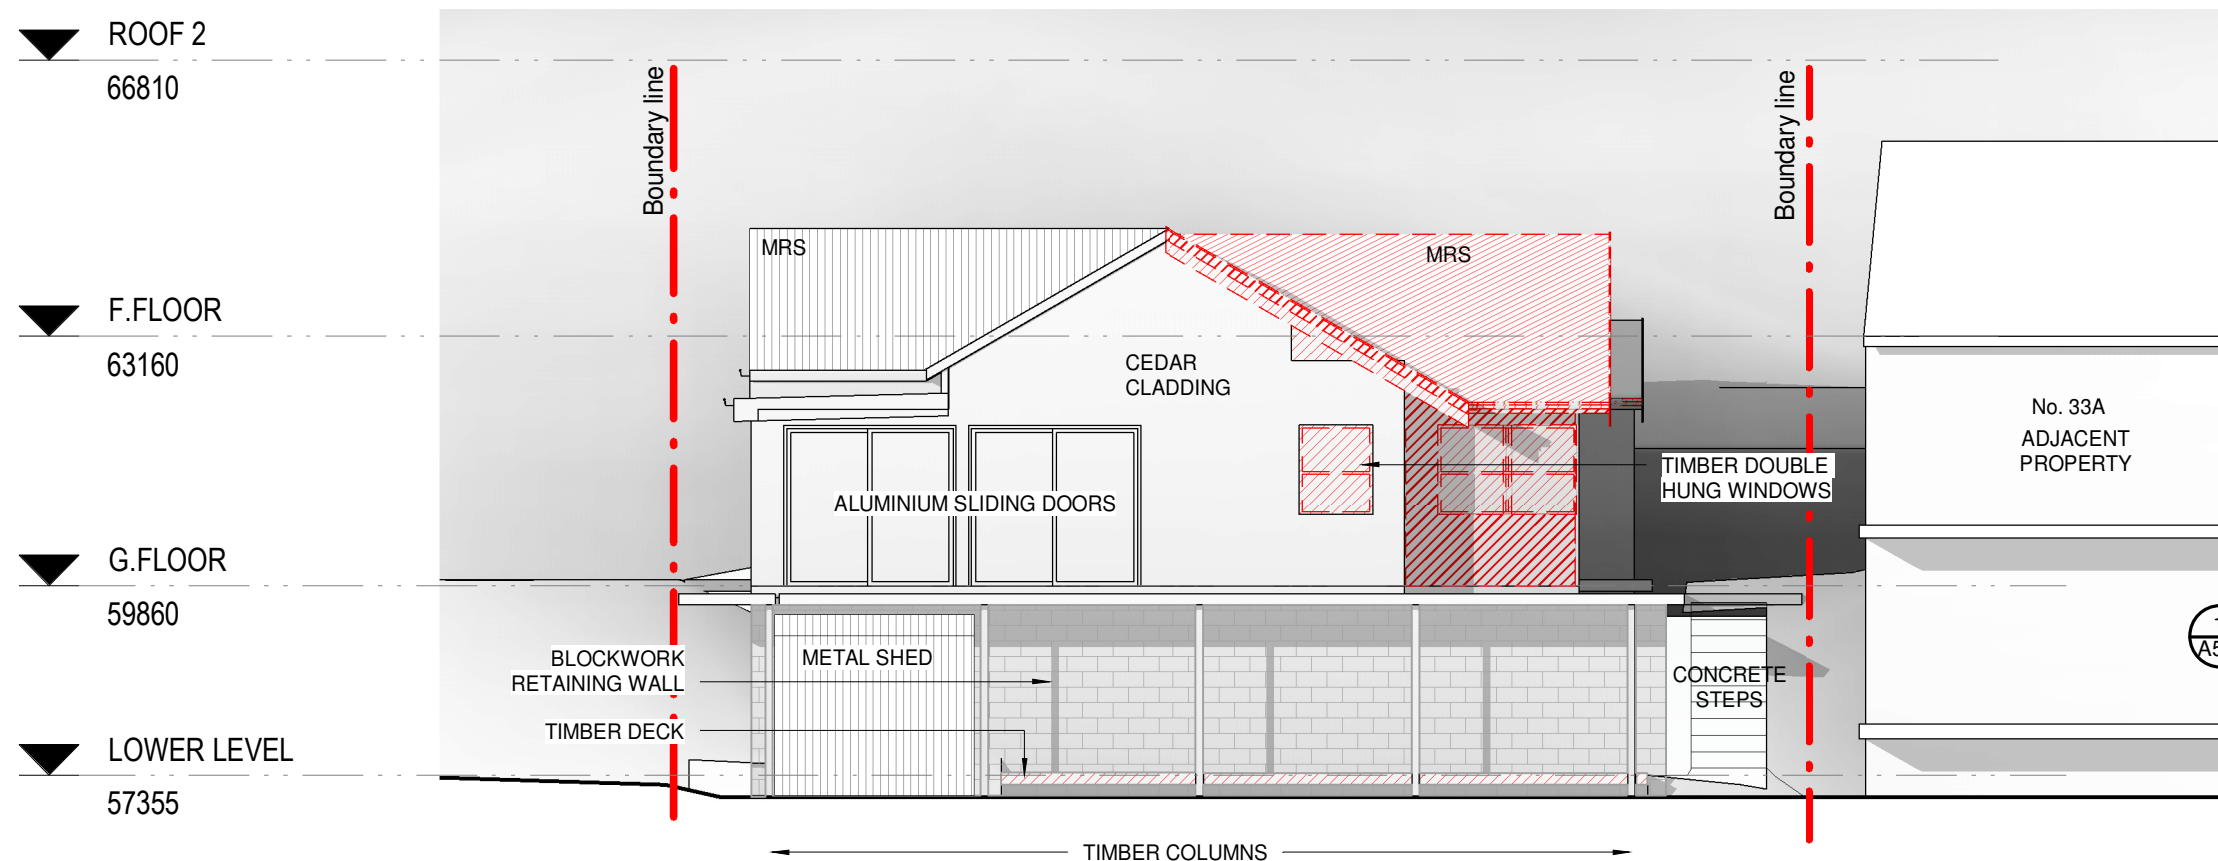 ROOF 2
66810
Boundary line
Boundary line
MRS
MRS
F.FLOOR
63160
CEDAR
CLADDING
No. 33A
ADJACENT
PROPERTY
TIMBER DOUBLE
HUNG WINDOWS
ALUMINIUM SLIDING DOORS
G.FLOOR
59860
BLOCKWORK
RETAINING WALL
METAL SHED
CONCRETE
STEPS
TIMBER DECK
LOWER LEVEL
57355
TIMBER COLUMNS